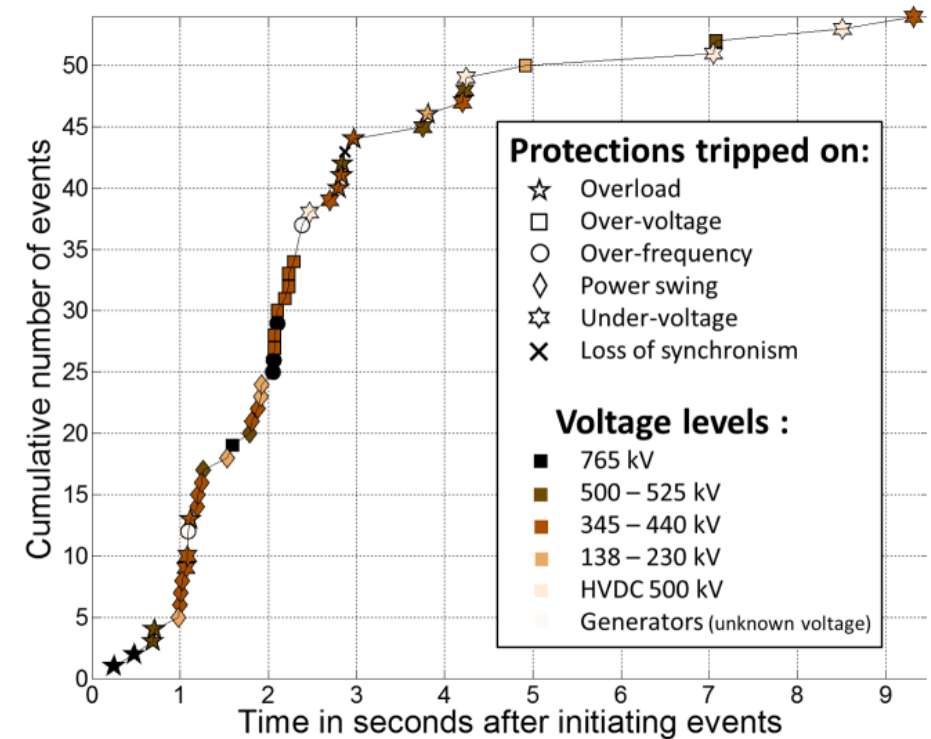 50
45
40
35
30
25
20
15
10
5
0
Cumulative number of events
0 1 2 3 4 5 6 7 8 9
Time in seconds after initiating events
Protections tripped on:
Overload
Over-voltage
Over-frequency
Power swing
Under-voltage
Loss of synchronism
Voltage levels :
765 kV
500 – 525 kV
345 – 440 kV
138 – 230 kV
HVDC 500 kV
Generators (unknown voltage)